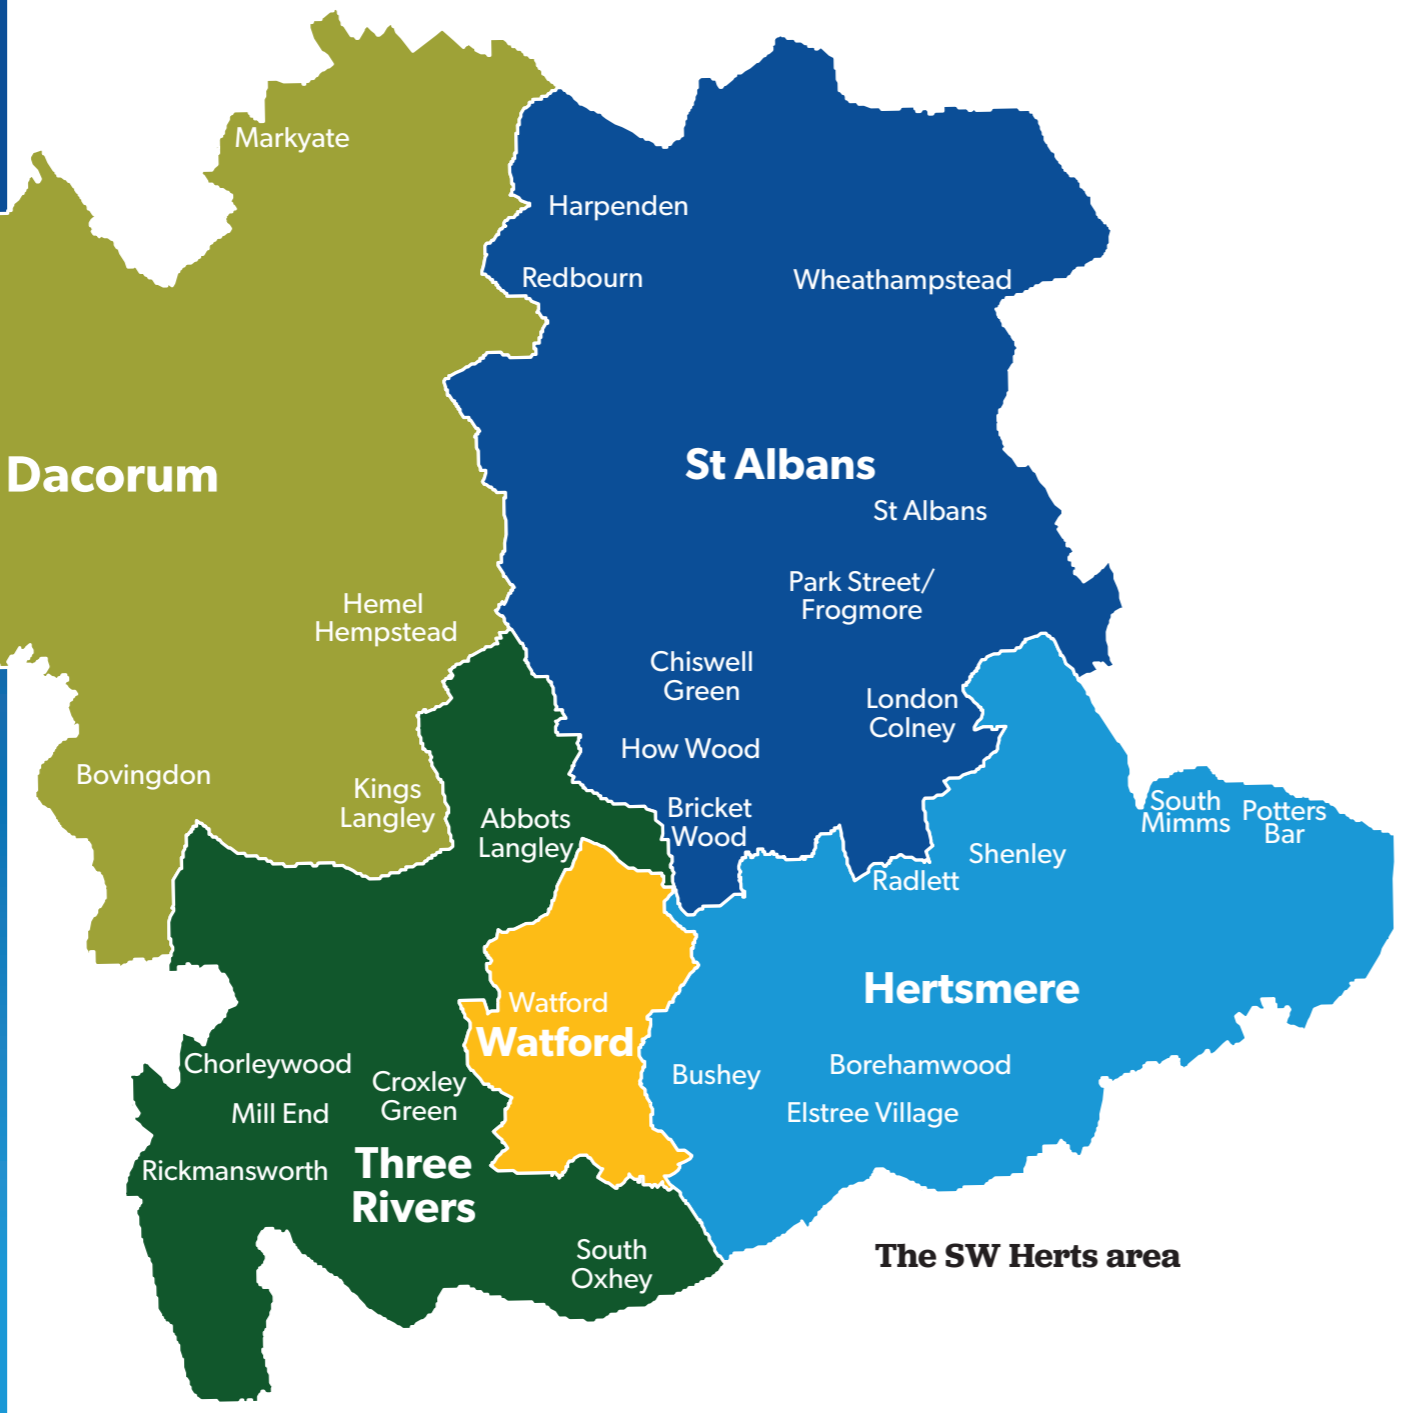 Markyate
Harpenden
Redbourn
Wheathampstead
Dacorum
St Albans
St Albans
Park Street/
Frogmore
Hemel
Hempstead
Chiswell
Green
London
Colney
How Wood
Bovingdon
Kings
Langley
Abbots
Langley
Bricket
Wood
South
Mimms
Potters
Bar
Shenley
Radlett
Hertsmere
Watford
Watford
Chorleywood
Croxley
Green
Bushey
Borehamwood
Mill End
Elstree Village
Rickmansworth
Three
Rivers
South
Oxhey
The SW Herts area